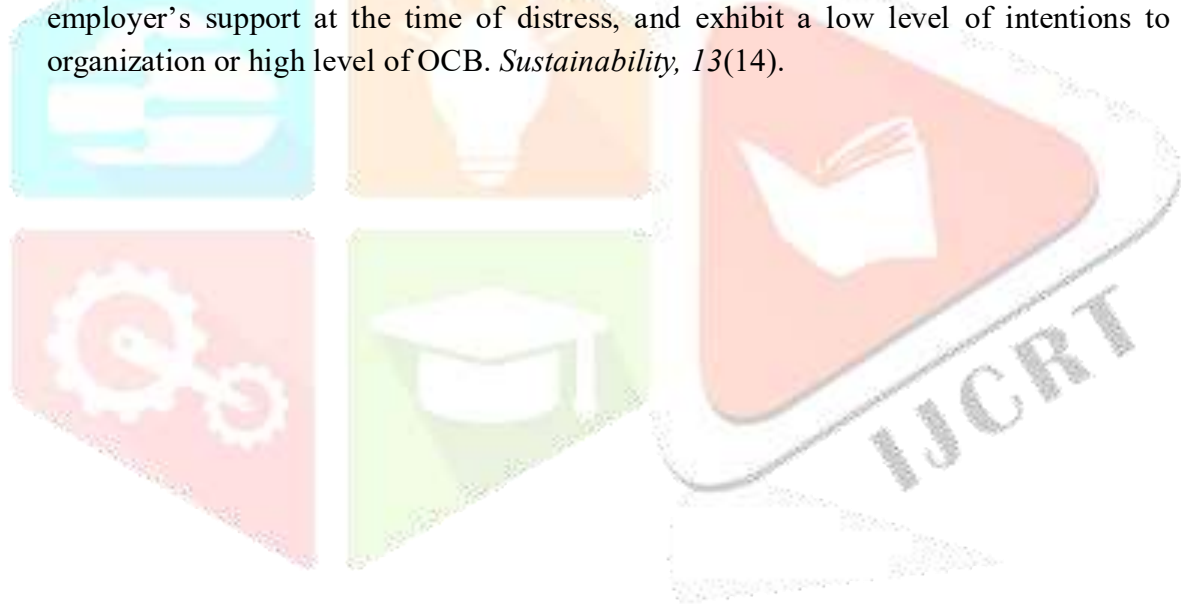 employer’s support at the time of distress, and exhibit a low level of intentions to
organization or high level of OCB. Sustainability, 13(14).
IJCRT